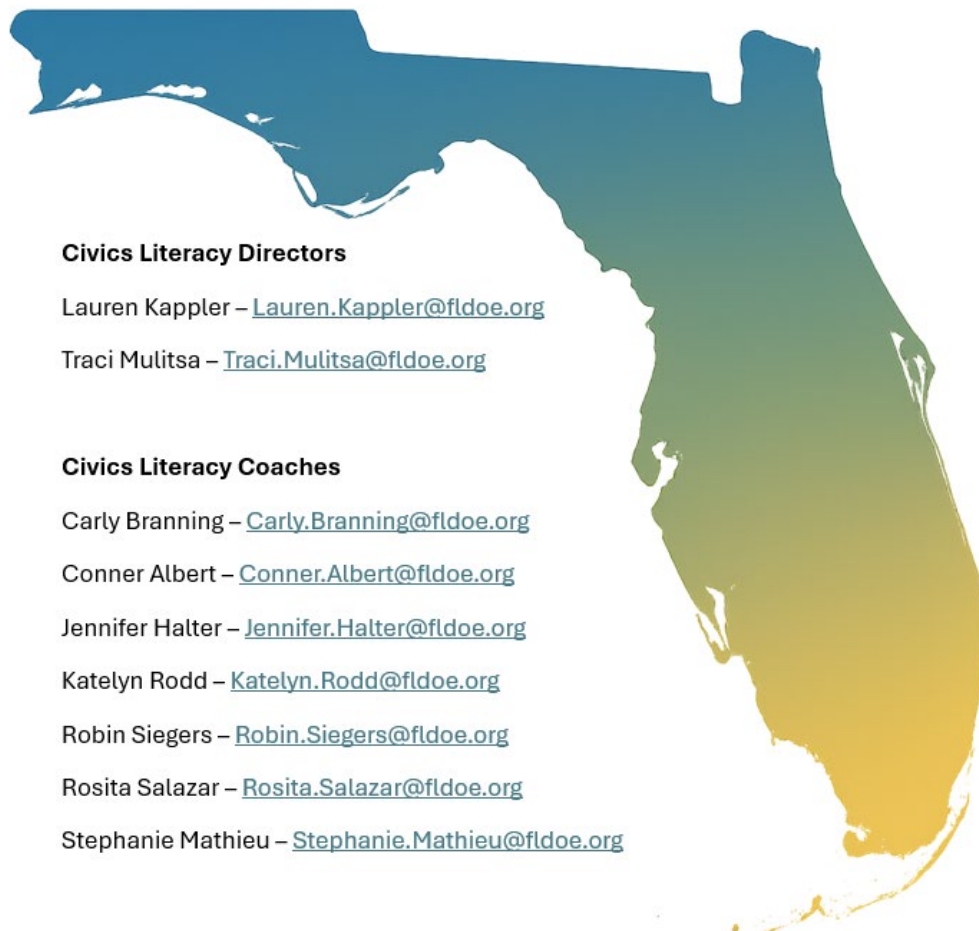 Civics Literacy Directors
Lauren Kappler – Lauren.Kappler@fldoe.org
Traci Mulitsa – Traci.Mulitsa@fldoe.org
Civics Literacy Coaches
Carly Branning – Carly.Branning@fldoe.org
Conner Albert – Conner.Albert@fldoe.org
Jennifer Halter – Jennifer.Halter@fldoe.org
Katelyn Rodd – Katelyn.Rodd@fldoe.org
Robin Siegers – Robin.Siegers@fldoe.org
Rosita Salazar – Rosita.Salazar@fldoe.org
Stephanie Mathieu – Stephanie.Mathieu@fldoe.org